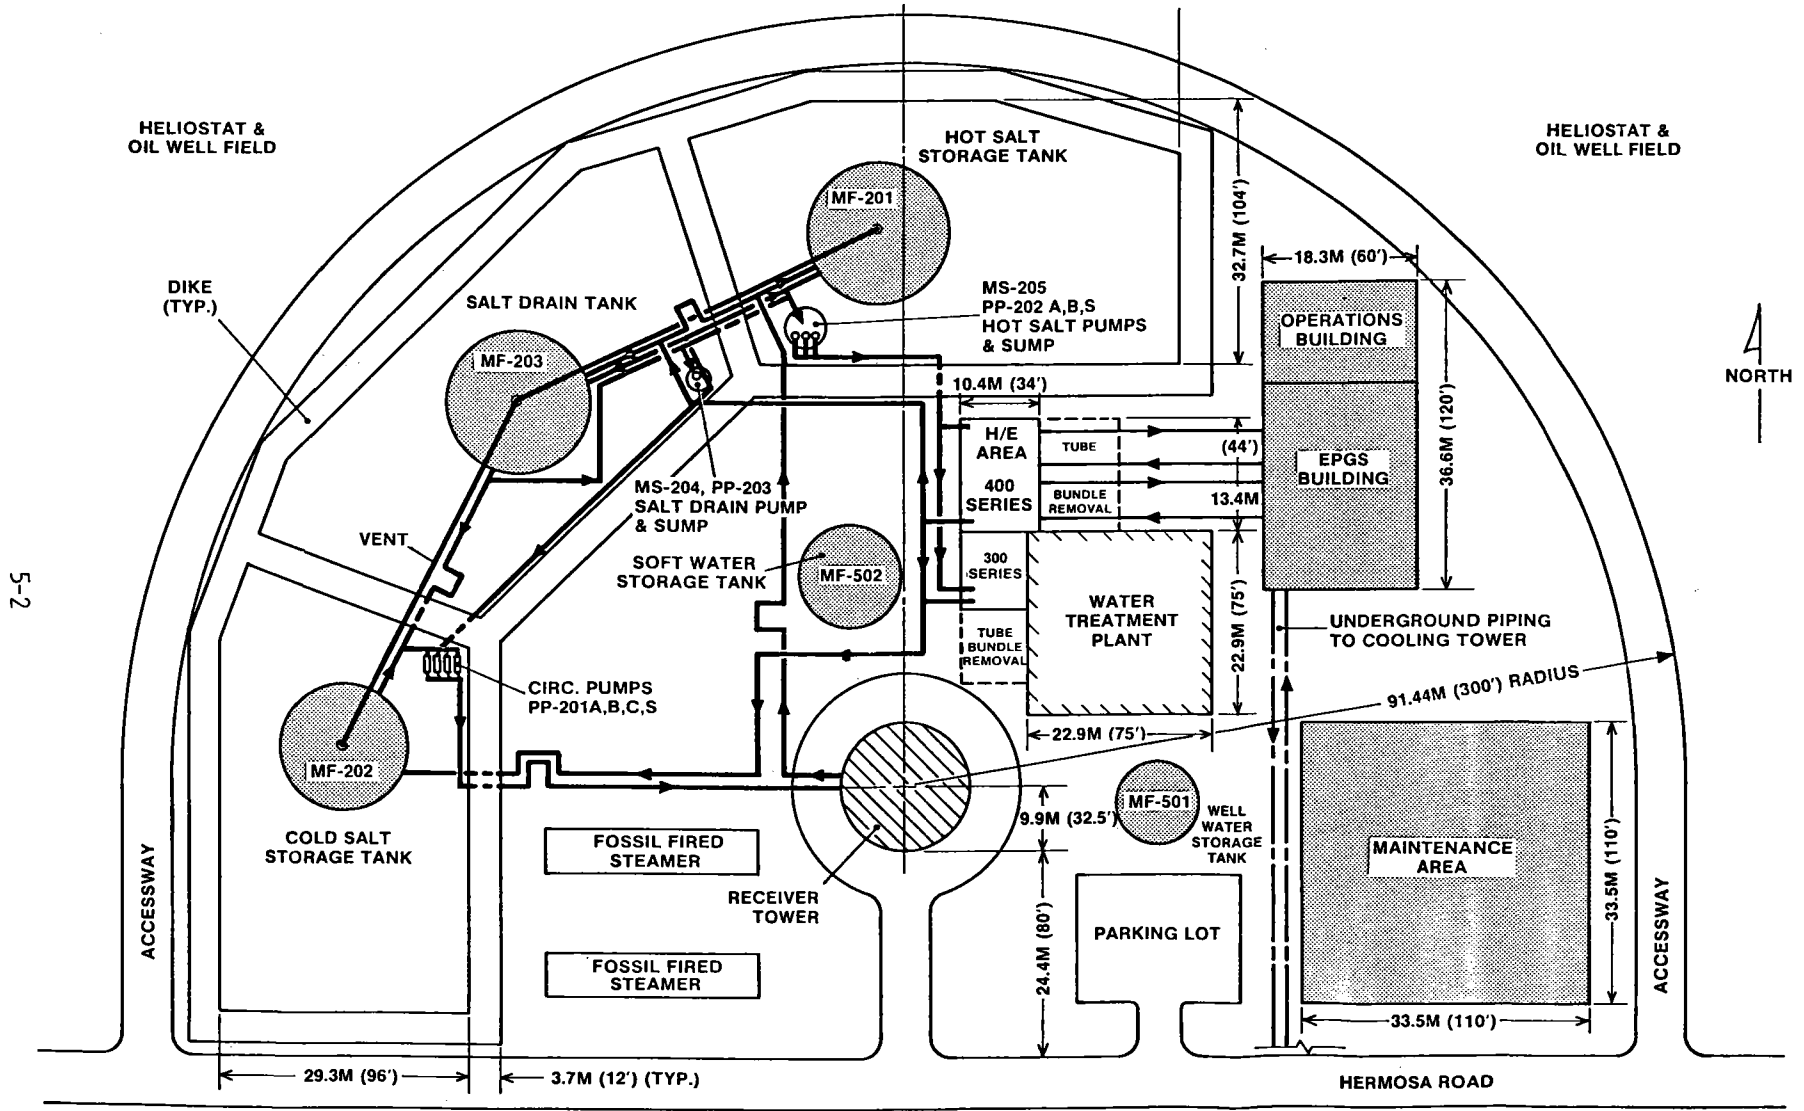 HELIOSTAT &
OIL WELL FIELD
HOT SALT
STORAGE TANK
HELIOSTAT &
OIL WELL FIELD
MF-201
32.7M (104')
18.3M (60')
DIKE
(TYP.)
SALT DRAIN TANK
MS-205
PP-202 A,B,S
HOT SALT PUMPS
& SUMP
OPERATIONS
BUILDING
MF-203
NORTH
10.4M (34')
H/E
AREA
400
SERIES
TUBE
BUNDLE
REMOVAL
(44')
13.4M
EPGS
BUILDING
36.6M (120')
MS-204, PP-203
SALT DRAIN PUMP
& SUMP
VENT
SOFT WATER
STORAGE TANK
MF-502
300
SERIES
TUBE
BUNDLE
REMOVAL
WATER
TREATMENT
PLANT
22.9M (75')
22.9M (75')
UNDERGROUND PIPING
TO COOLING TOWER
91.44M (300') RADIUS
5-2
CIRC. PUMPS
PP-201A,B,C,S
MF-202
COLD SALT
STORAGE TANK
FOSSIL FIRED
STEAMER
FOSSIL FIRED
STEAMER
RECEIVER
TOWER
9.9M (32.5')
24.4M (80')
MF-501
WELL
WATER
STORAGE
TANK
PARKING LOT
MAINTENANCE
AREA
33.5M (110')
33.5M (110')
ACCESSWAY
ACCESSWAY
29.3M (96')
3.7M (12') (TYP.)
HERMOSA ROAD